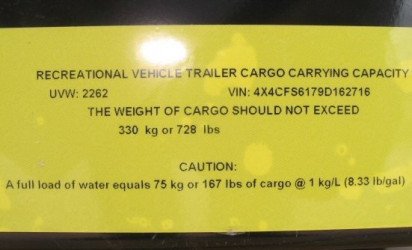 RECREATIONAL VEHICLE TRAILER CARGO CARRYING CAPACITY
UVW: 2262 VIN: 4X4CFS6179D162716
THE WEIGHT OF CARGO SHOULD NOT EXCEED
330 kg or 728 lbs
CAUTION:
A full load of water equals 75 kg or 167 lbs of cargo @ 1 kg/L (8.33 lb/gal)